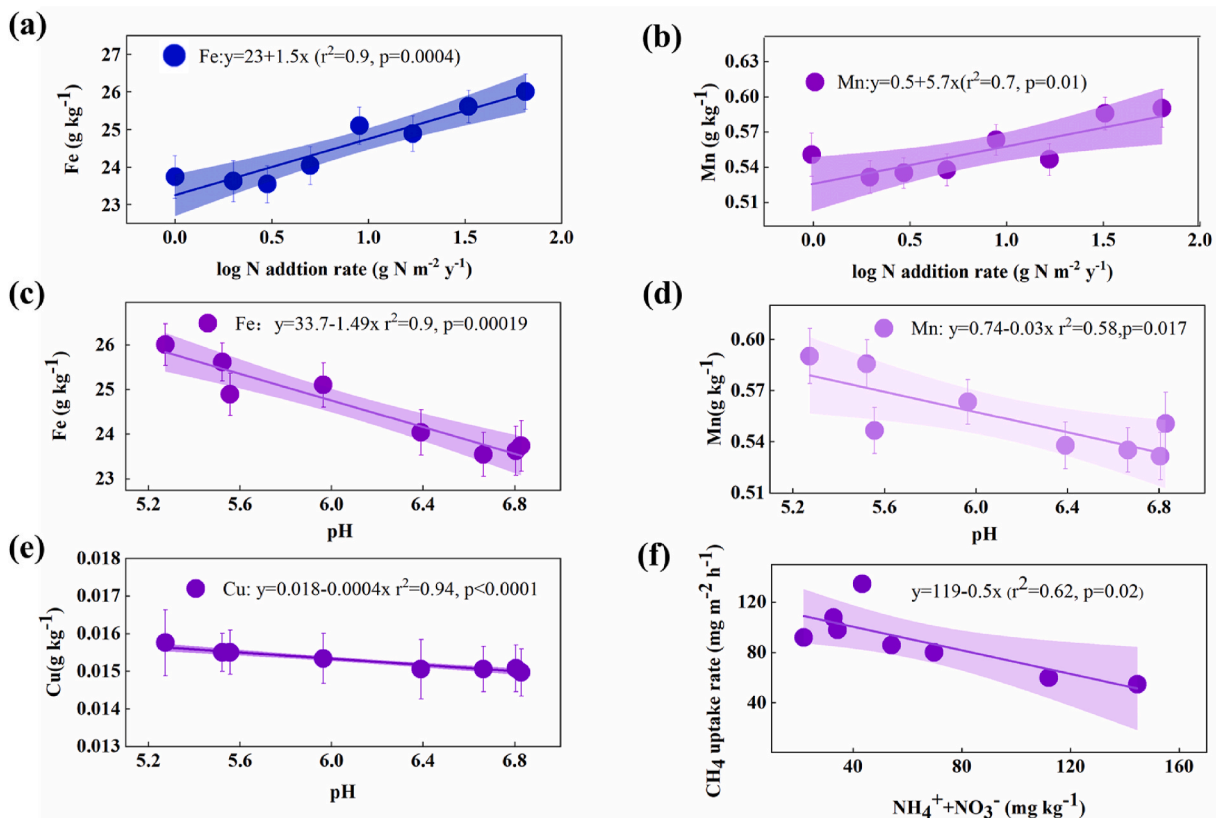 (a)
Fe:y=23+1.5x (r²=0.9, p=0.0004)
Fe (g kg⁻¹)
27
26
25
24
23
0.0 0.5 1.0 1.5 2.0
log N addtion rate (g N m⁻² y⁻¹)
(b)
Mn:y=0.5+5.7x(r²=0.7, p=0.01)
Mn (g kg⁻¹)
0.63
0.60
0.57
0.54
0.51
0.0 0.5 1.0 1.5 2.0
log N addition rate (g N m⁻² y⁻¹)
(c)
Fe：y=33.7-1.49x r²=0.9, p=0.00019
Fe (g kg⁻¹)
26
25
24
23
5.2 5.6 6.0 6.4 6.8
pH
(d)
Mn: y=0.74-0.03x r²=0.58,p=0.017
Mn(g kg⁻¹)
0.60
0.57
0.54
0.51
5.2 5.6 6.0 6.4 6.8
pH
(e)
Cu: y=0.018-0.0004x r²=0.94, p<0.0001
Cu(g kg⁻¹)
0.018
0.017
0.016
0.015
0.014
0.013
5.2 5.6 6.0 6.4 6.8
pH
(f)
y=119-0.5x (r²=0.62, p=0.02)
CH₄ uptake rate (mg m⁻² h⁻¹)
120
80
40
40 80 120 160
NH₄⁺+NO₃⁻ (mg kg⁻¹)